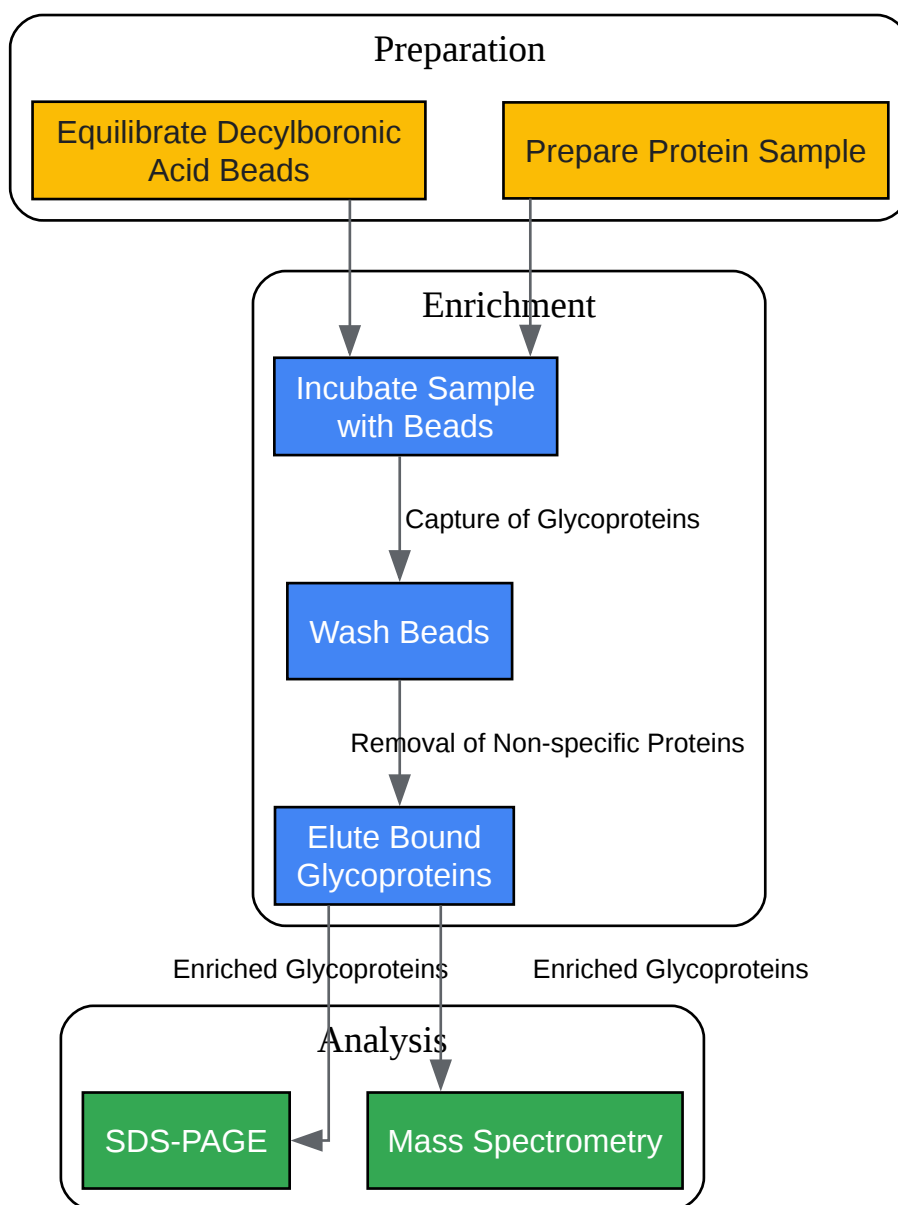 Preparation
Equilibrate Decylboronic
Acid Beads
Prepare Protein Sample
Enrichment
Incubate Sample
with Beads
Capture of Glycoproteins
Wash Beads
Removal of Non-specific Proteins
Elute Bound
Glycoproteins
Enriched Glycoproteins
Enriched Glycoproteins
Analysis
SDS-PAGE
Mass Spectrometry